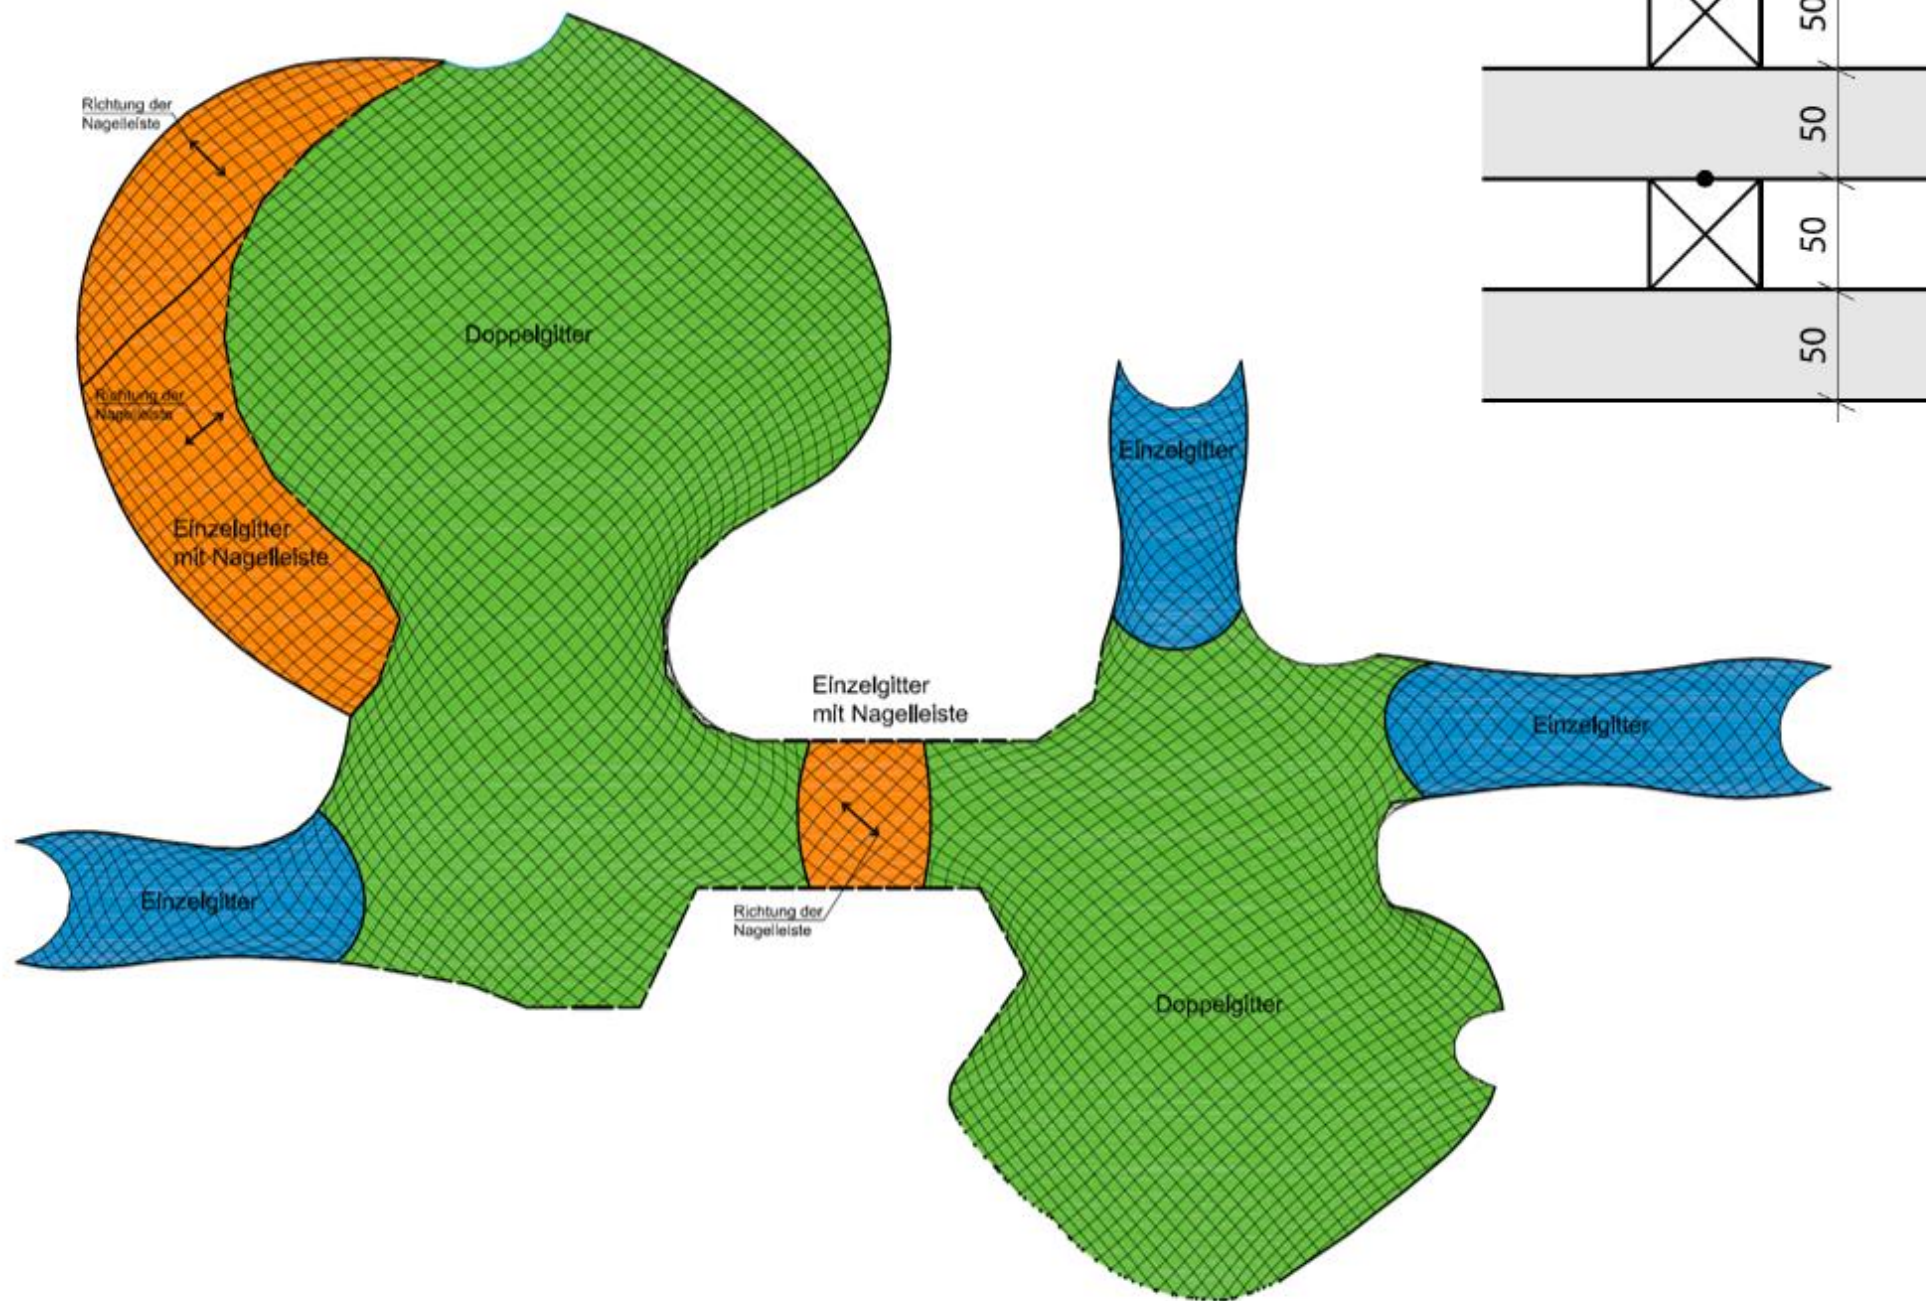 50
Richtung der
Nagelleiste
50
50
Doppelgitter
50
Richtung der
Nagelleiste
Einzelgitter
Einzelgitter
mit Nagelleiste
Einzelgitter
mit Nagelleiste
Einzelgitter
Einzelgitter
Richtung der
Nagelleiste
Doppelgitter